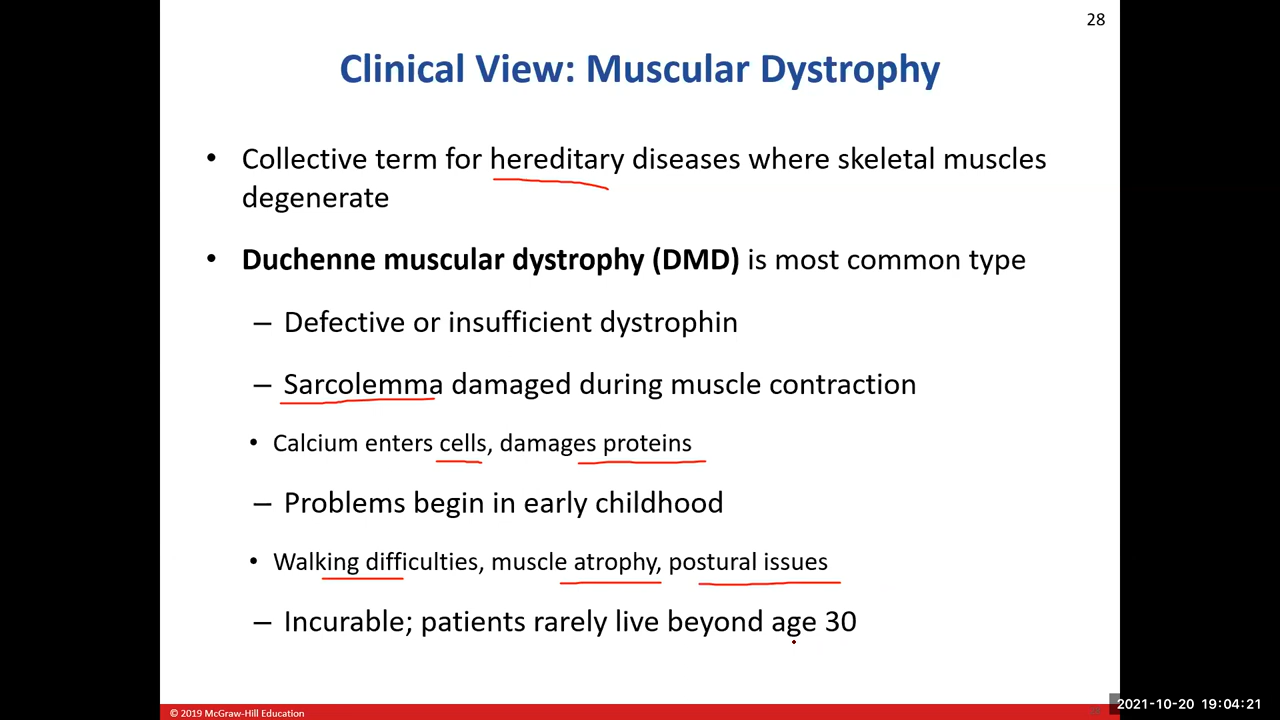 28
Clinical View: Muscular Dystrophy
• Collective term for hereditary diseases where skeletal muscles
degenerate
• Duchenne muscular dystrophy (DMD) is most common type
– Defective or insufficient dystrophin
– Sarcolemma damaged during muscle contraction
• Calcium enters cells, damages proteins
– Problems begin in early childhood
• Walking difficulties, muscle atrophy, postural issues
– Incurable; patients rarely live beyond age 30
© 2019 McGraw-Hill Education
2021-10-20 19:04:21